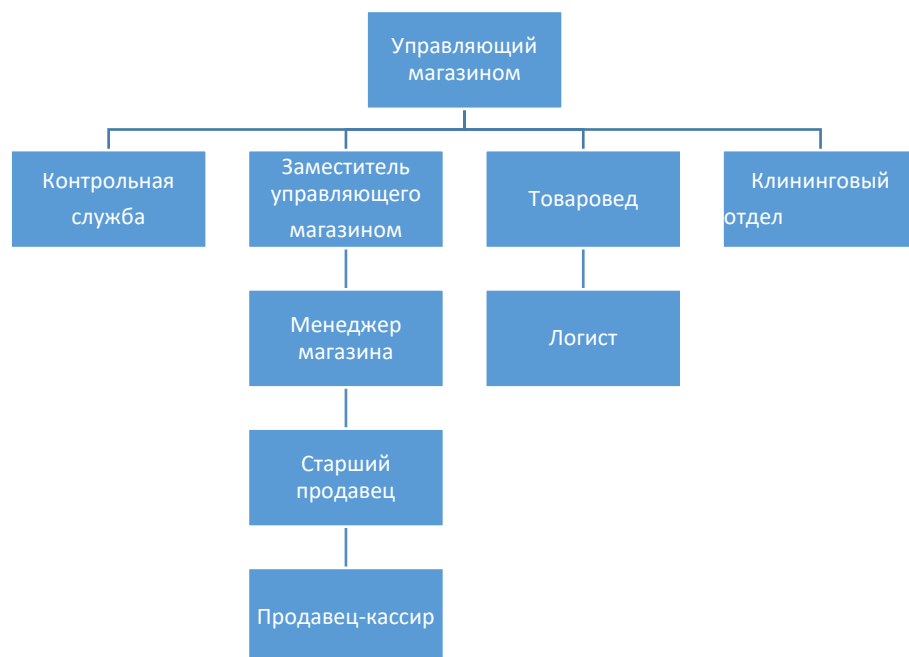 Управляющий
магазином
Контрольная
служба
Заместитель
управляющего
магазином
Товаровед
Клининговый
отдел
Менеджер
магазина
Логист
Старший
продавец
Продавец-кассир